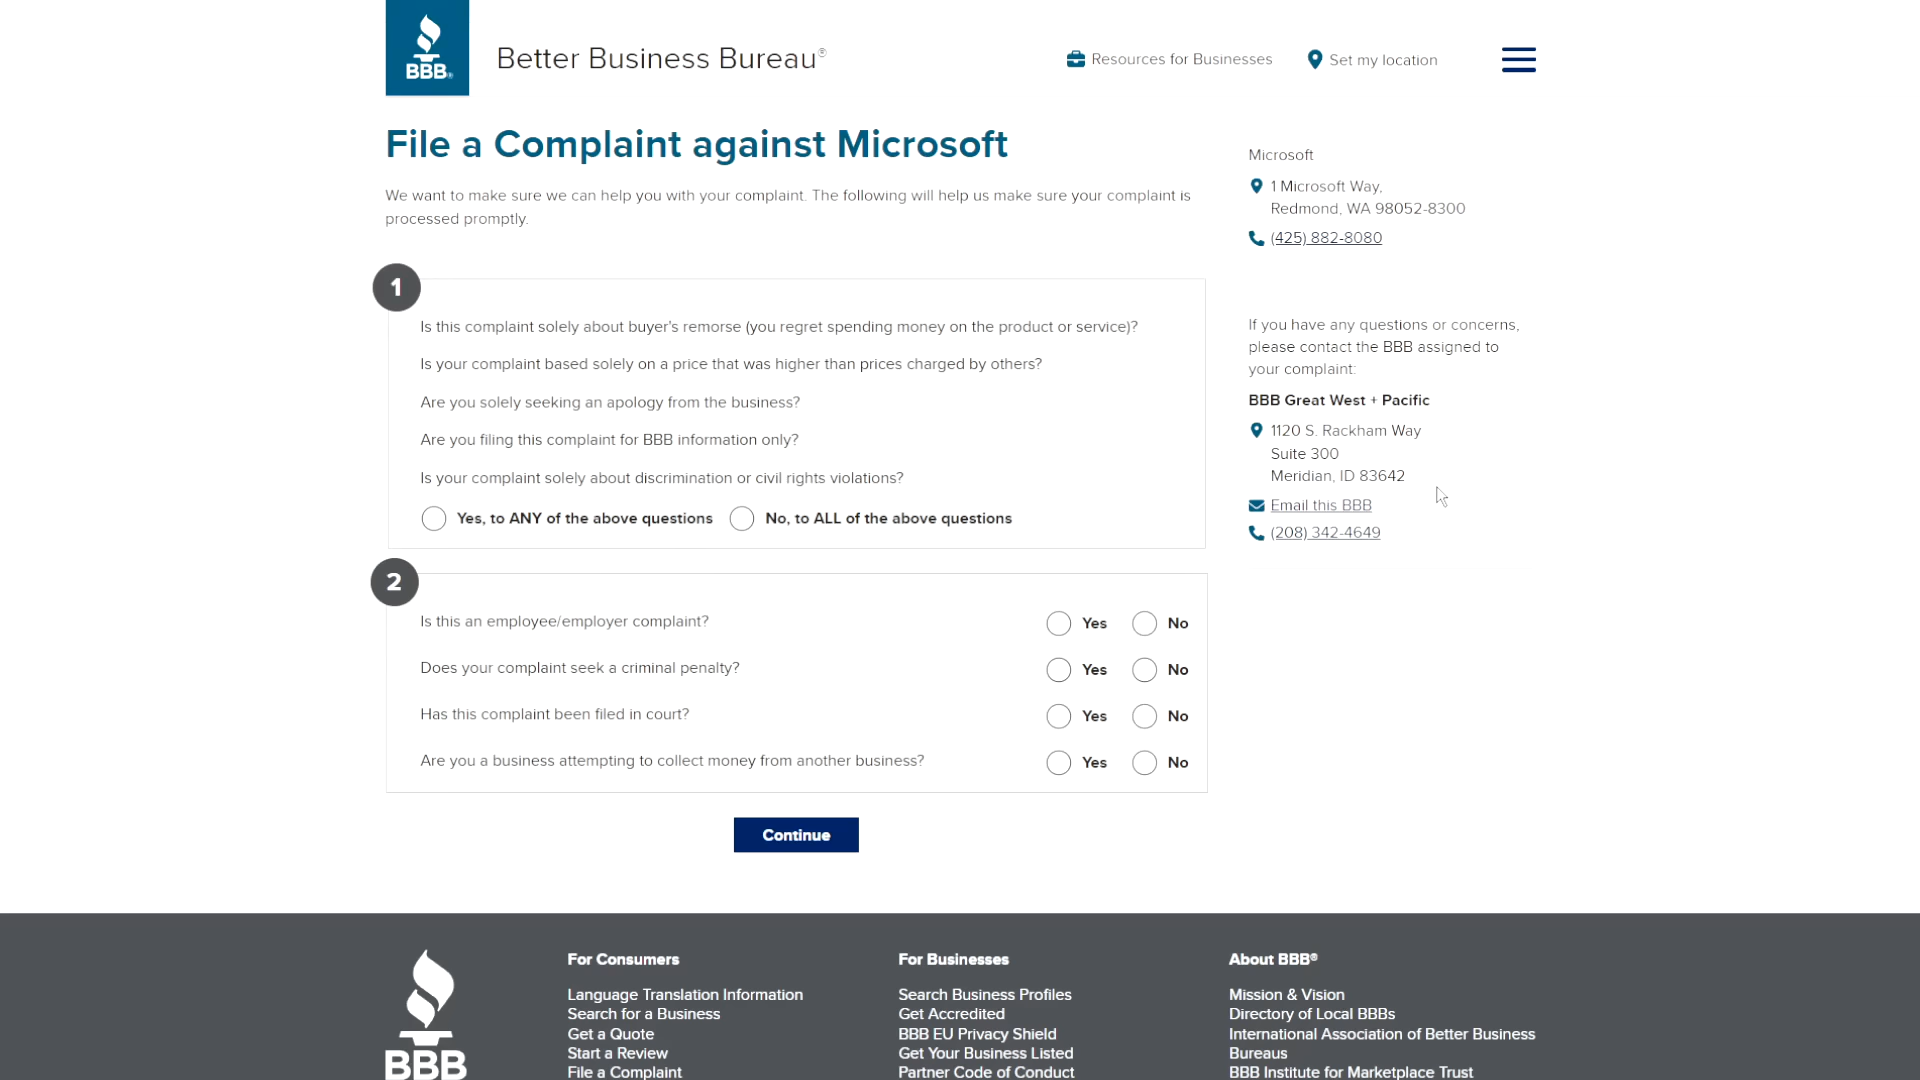 BBB®
Better Business Bureau®
Resources for Businesses
Set my location
File a Complaint against Microsoft
We want to make sure we can help you with your complaint. The following will help us make sure your complaint is
processed promptly.
1
Is this complaint solely about buyer's remorse (you regret spending money on the product or service)?
Is your complaint based solely on a price that was higher than prices charged by others?
Are you solely seeking an apology from the business?
Are you filing this complaint for BBB information only?
Is your complaint solely about discrimination or civil rights violations?
Yes, to ANY of the above questions
No, to ALL of the above questions
2
Is this an employee/employer complaint?
Yes
No
Does your complaint seek a criminal penalty?
Yes
No
Has this complaint been filed in court?
Yes
No
Are you a business attempting to collect money from another business?
Yes
No
Continue
Microsoft
1 Microsoft Way,
Redmond, WA 98052-8300
(425) 882-8080
If you have any questions or concerns,
please contact the BBB assigned to
your complaint:
BBB Great West + Pacific
1120 S. Rackham Way
Suite 300
Meridian, ID 83642
Email this BBB
(208) 342-4649
BBB
For Consumers
Language Translation Information
Search for a Business
Get a Quote
Start a Review
File a Complaint
For Businesses
Search Business Profiles
Get Accredited
BBB EU Privacy Shield
Get Your Business Listed
Partner Code of Conduct
About BBB®
Mission & Vision
Directory of Local BBBs
International Association of Better Business
Bureaus
BBB Institute for Marketplace Trust